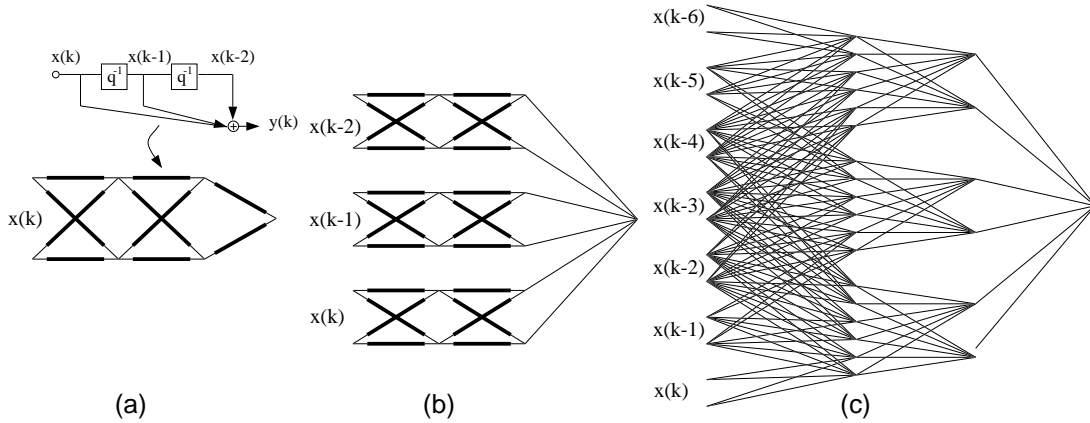 x(k) x(k-1) x(k-2)
q⁻¹ q⁻¹
y(k)
x(k)
(a)
x(k-2)
x(k-1)
x(k)
(b)
x(k-6)
x(k-5)
x(k-4)
x(k-3)
x(k-2)
x(k-1)
x(k)
(c)